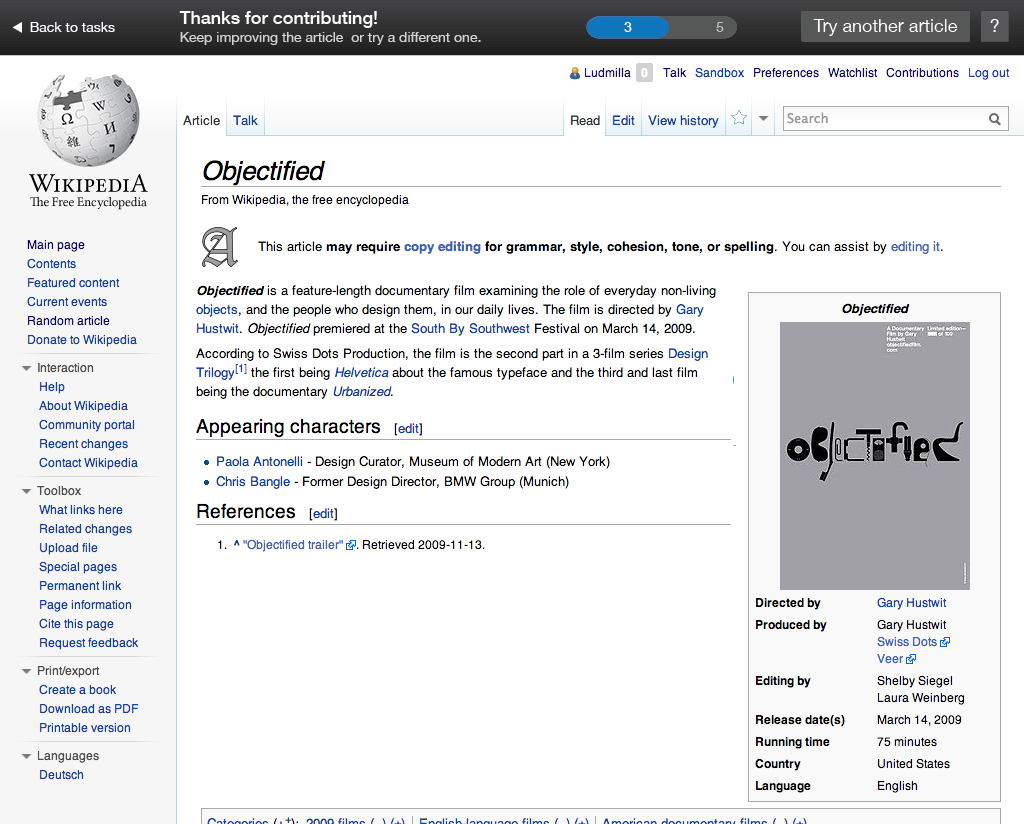 Back to tasks
Thanks for contributing!
Keep improving the article or try a different one.
3 5
Try another article
?
Ludmilla 0 Talk Sandbox Preferences Watchlist Contributions Log out
Article Talk
Read Edit View history
Search
WIKIPEDIA
The Free Encyclopedia
Main page
Contents
Featured content
Current events
Random article
Donate to Wikipedia
Interaction
Help
About Wikipedia
Community portal
Recent changes
Contact Wikipedia
Toolbox
What links here
Related changes
Upload file
Special pages
Permanent link
Page information
Cite this page
Request feedback
Print/export
Create a book
Download as PDF
Printable version
Languages
Deutsch
Objectified
From Wikipedia, the free encyclopedia
This article may require copy editing for grammar, style, cohesion, tone, or spelling. You can assist by editing it.
Objectified is a feature-length documentary film examining the role of everyday non-living
objects, and the people who design them, in our daily lives. The film is directed by Gary
Hustwit. Objectified premiered at the South By Southwest Festival on March 14, 2009.
According to Swiss Dots Production, the film is the second part in a 3-film series Design
Trilogy[1] the first being Helvetica about the famous typeface and the third and last film
being the documentary Urbanized.
Appearing characters [edit]
• Paola Antonelli - Design Curator, Museum of Modern Art (New York)
• Chris Bangle - Former Design Director, BMW Group (Munich)
References [edit]
1. ^ "Objectified trailer". Retrieved 2009-11-13.
Objectified
A Documentary Limited edition—
Film by Gary of 100
Hustwit
objectifiedfilm.
com
OBJECTIFIED
Directed by Gary Hustwit
Produced by Gary Hustwit
Swiss Dots
Veer
Editing by Shelby Siegel
Laura Weinberg
Release date(s) March 14, 2009
Running time 75 minutes
Country United States
Language English
Categories (++): 2009 films (–) (±) | English-language films (–) (±) | American documentary films (–) (±)